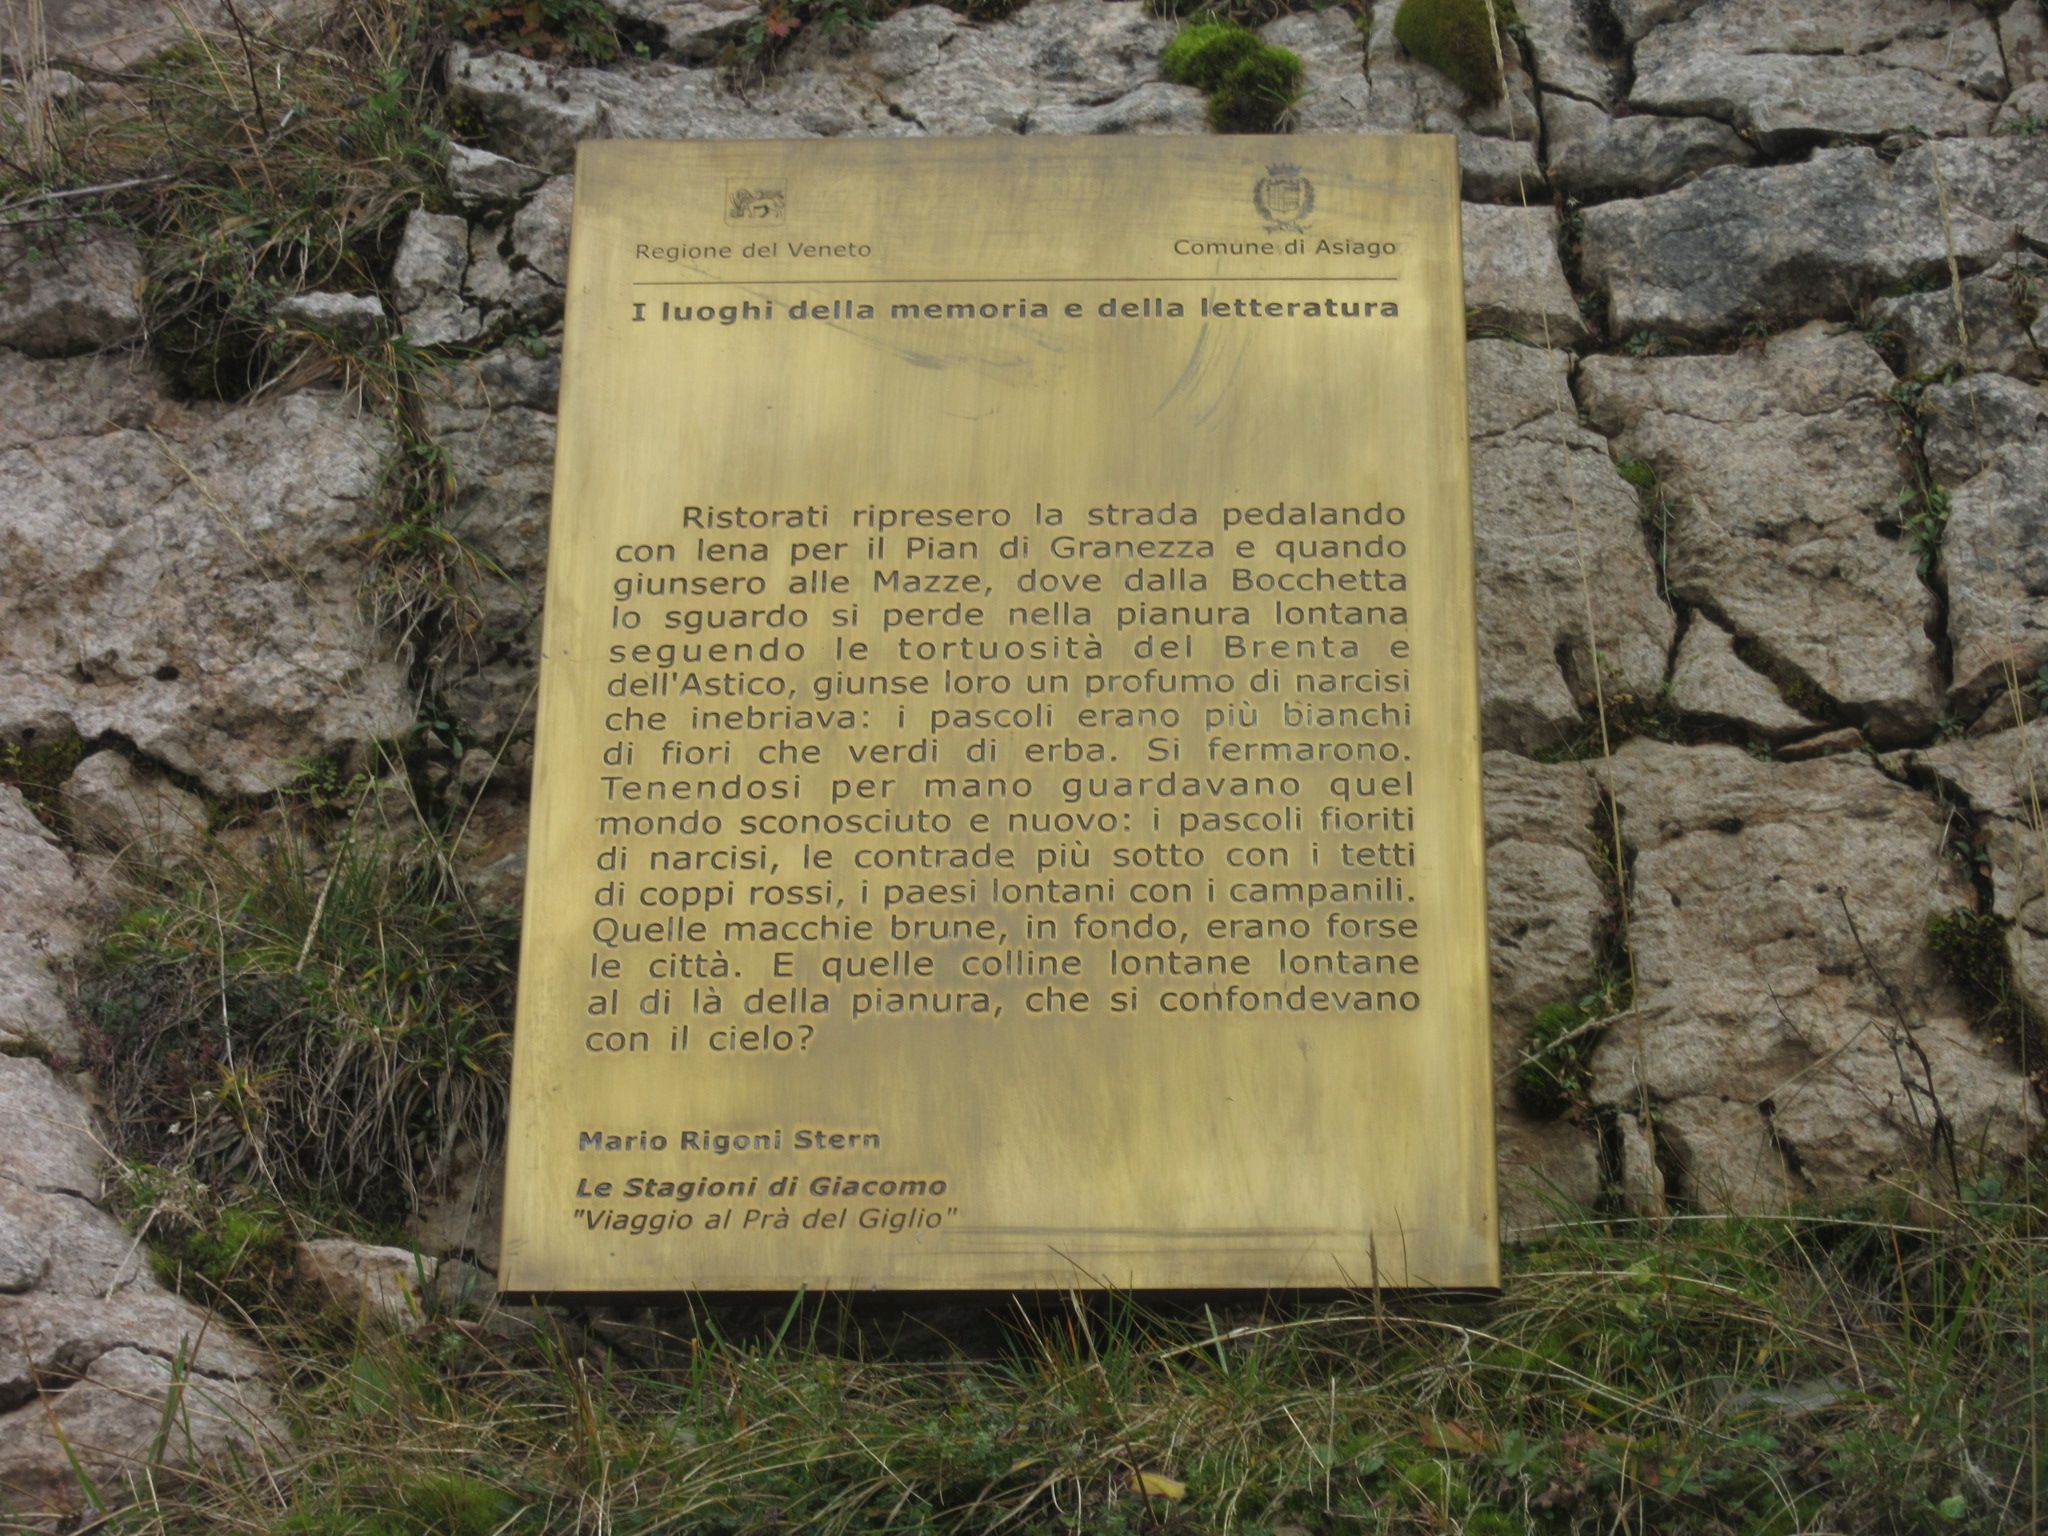 Regione del Veneto
Comune di Asiago
I luoghi della memoria e della letteratura
Ristorati ripresero la strada pedalando
con lena per il Pian di Granezza e quando
giunsero alle Mazze, dove dalla Bocchetta
lo sguardo si perde nella pianura lontana
seguendo le tortuosità del Brenta e
dell'Astico, giunse loro un profumo di narcisi
che inebriava: i pascoli erano più bianchi
di fiori che verdi di erba. Si fermarono.
Tenendosi per mano guardavano quel
mondo sconosciuto e nuovo: i pascoli fioriti
di narcisi, le contrade più sotto con i tetti
di coppi rossi, i paesi lontani con i campanili.
Quelle macchie brune, in fondo, erano forse
le città. E quelle colline lontane lontane
al di là della pianura, che si confondevano
con il cielo?
Mario Rigoni Stern
Le Stagioni di Giacomo
"Viaggio al Prà del Giglio"